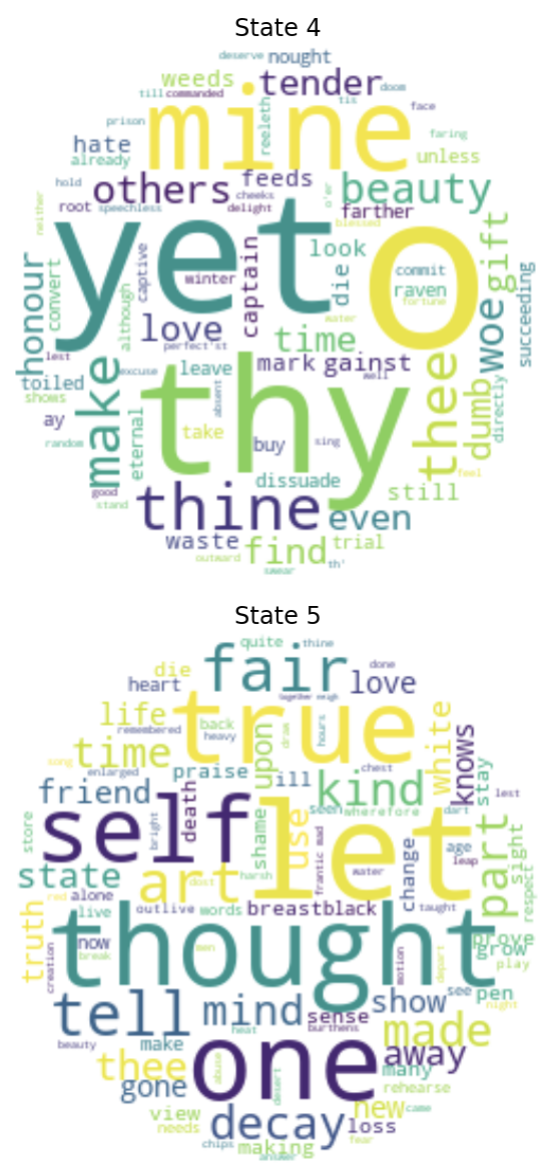 State 4
deserve nought
weeds tender
till commanded tis doom
mine
prison reeleth face
faring
hate unless
already
hold others feeds beauty
cheeks o'er
neither root speechless delight farther blessed
yet o
look gift
honour convert although captive winter captain die commit
raven
fortune
woe succeeding
love time water
lest perfect'st
excuse leave mark gainst
toiled thy well
shows make absent thee dumb directly
ay take buy sing
random eternal feel
dissuade
good still
stand thine even
waste find trial
outward th'
swear
State 5
quite thine
die fair done
heart love
together weigh
life true white
remembered back draw hours
time heavy upon knows
song
enlarged praise chest stay
friend ill kind lest
death seen wherefore dart
self let
store bright shame use age part sight
state art harsh frantic mad water change leap respect
red alone dost
truth live outlive words breastblack taught
thought prove
now grow
creation break men motion depart play
tell mind show see pen
sense night
heat burthens made
beauty make
thee one away
gone abuse desert many
rehearse
view new came
needs decay loss
chips making fear
answer